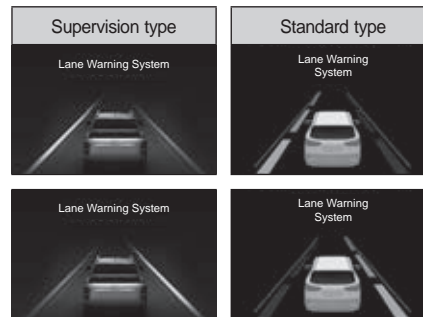 Supervision type
Standard type
Lane Warning System
Lane Warning
System
Lane Warning System
Lane Warning
System